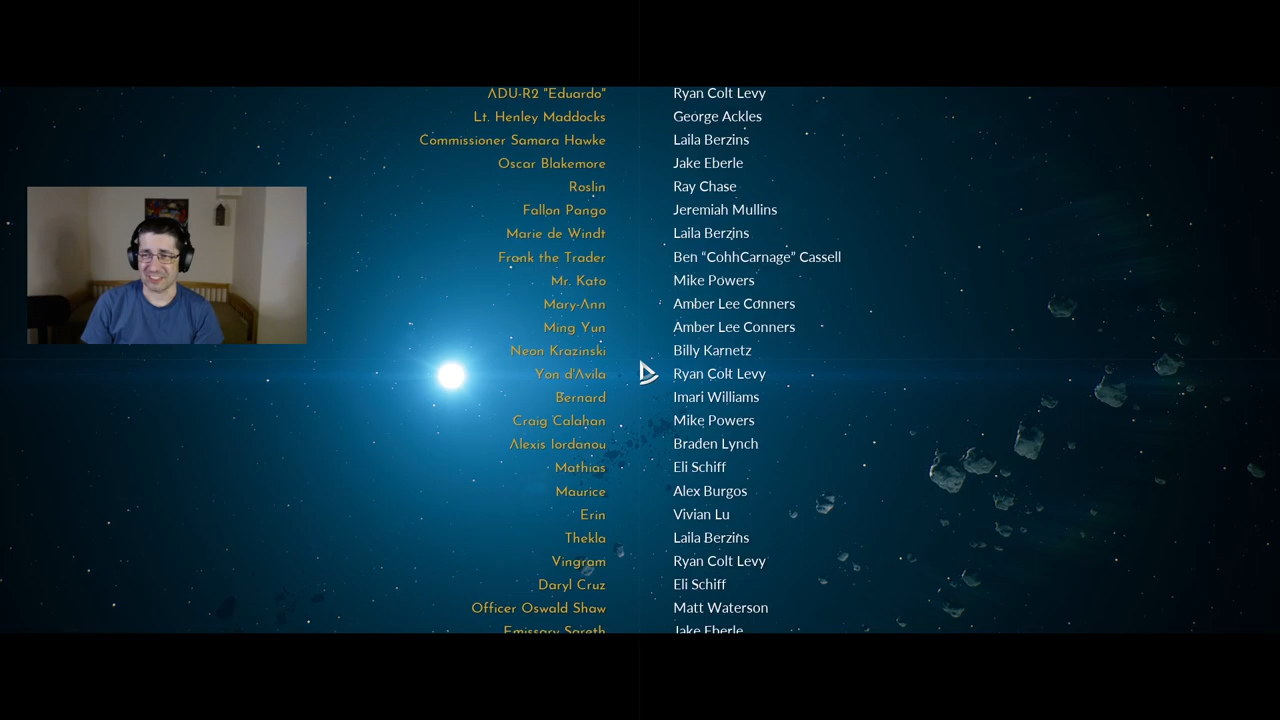 ADU-R2 "Eduardo" Ryan Colt Levy
Lt. Henley Maddocks George Ackles
Commissioner Samara Hawke Laila Berzins
Oscar Blakemore Jake Eberle
Roslin Ray Chase
Fallon Pango Jeremiah Mullins
Marie de Windt Laila Berzins
Frank the Trader Ben “CohhCarnage” Cassell
Mr. Kato Mike Powers
Mary-Ann Amber Lee Conners
Ming Yun Amber Lee Conners
Neon Krazinski Billy Karnetz
Yon d'Avila Ryan Colt Levy
Bernard Imari Williams
Craig Calahan Mike Powers
Alexis Iordanou Braden Lynch
Mathias Eli Schiff
Maurice Alex Burgos
Erin Vivian Lu
Thekla Laila Berzins
Vingram Ryan Colt Levy
Daryl Cruz Eli Schiff
Officer Oswald Shaw Matt Waterson
Emissary Sareth Jake Eberle